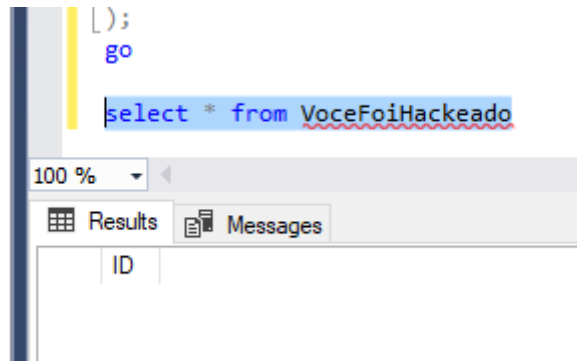 );
go
select * from VoceFoiHackeado
100 %
Results Messages
ID